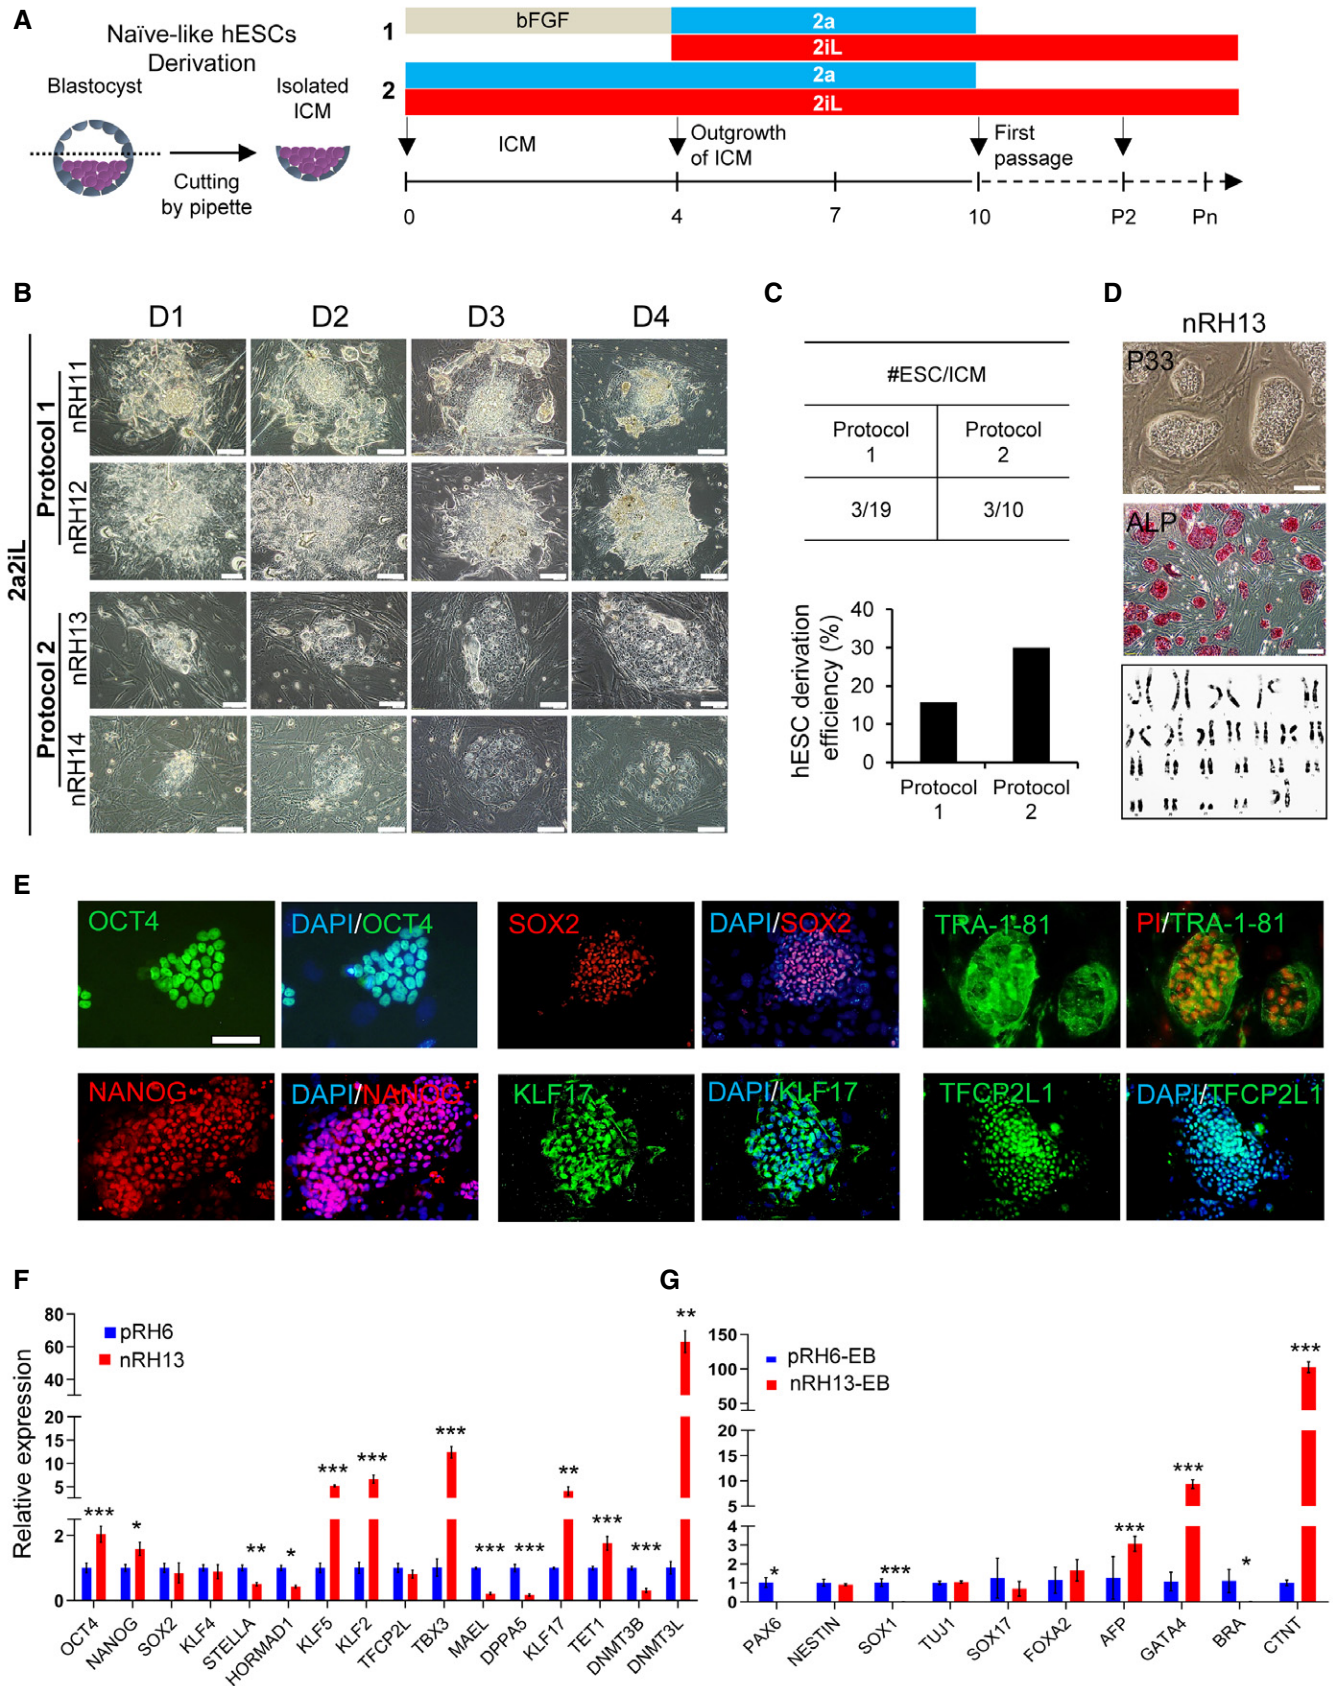 A
Naïve-like hESCs
Derivation
Blastocyst
Isolated
ICM
Cutting
by pipette
1
bFGF
2a
2iL
2
2a
2iL
ICM
Outgrowth
of ICM
First
passage
0
4
7
10
P2
Pn
B
D1
D2
D3
D4
2a2iL
Protocol 1
nRH11
nRH12
Protocol 2
nRH13
nRH14
C
#ESC/ICM
Protocol
1
Protocol
2
3/19
3/10
hESC derivation
efficiency (%)
40
30
20
10
0
Protocol
1
Protocol
2
D
nRH13
P33
ALP
E
OCT4
DAPI/OCT4
SOX2
DAPI/SOX2
TRA-1-81
PI/TRA-1-81
NANOG
DAPI/NANOG
KLF17
DAPI/KLF17
TFCP2L1
DAPI/TFCP2L1
F
Relative expression
80
60
40
20
15
10
5
2
0
pRH6
nRH13
***
*
**
*
***
***
***
***
***
**
***
***
**
OCT4
NANOG
SOX2
KLF4
STELLA
HORMAD1
KLF5
KLF2
TFCP2L
TBX3
MAEL
DPPA5
KLF17
TET1
DNMT3B
DNMT3L
G
150
100
50
20
15
10
5
4
3
2
1
0
pRH6-EB
nRH13-EB
*
***
***
***
*
***
PAX6
NESTIN
SOX1
TUJ1
SOX17
FOXA2
AFP
GATA4
BRA
CTNT